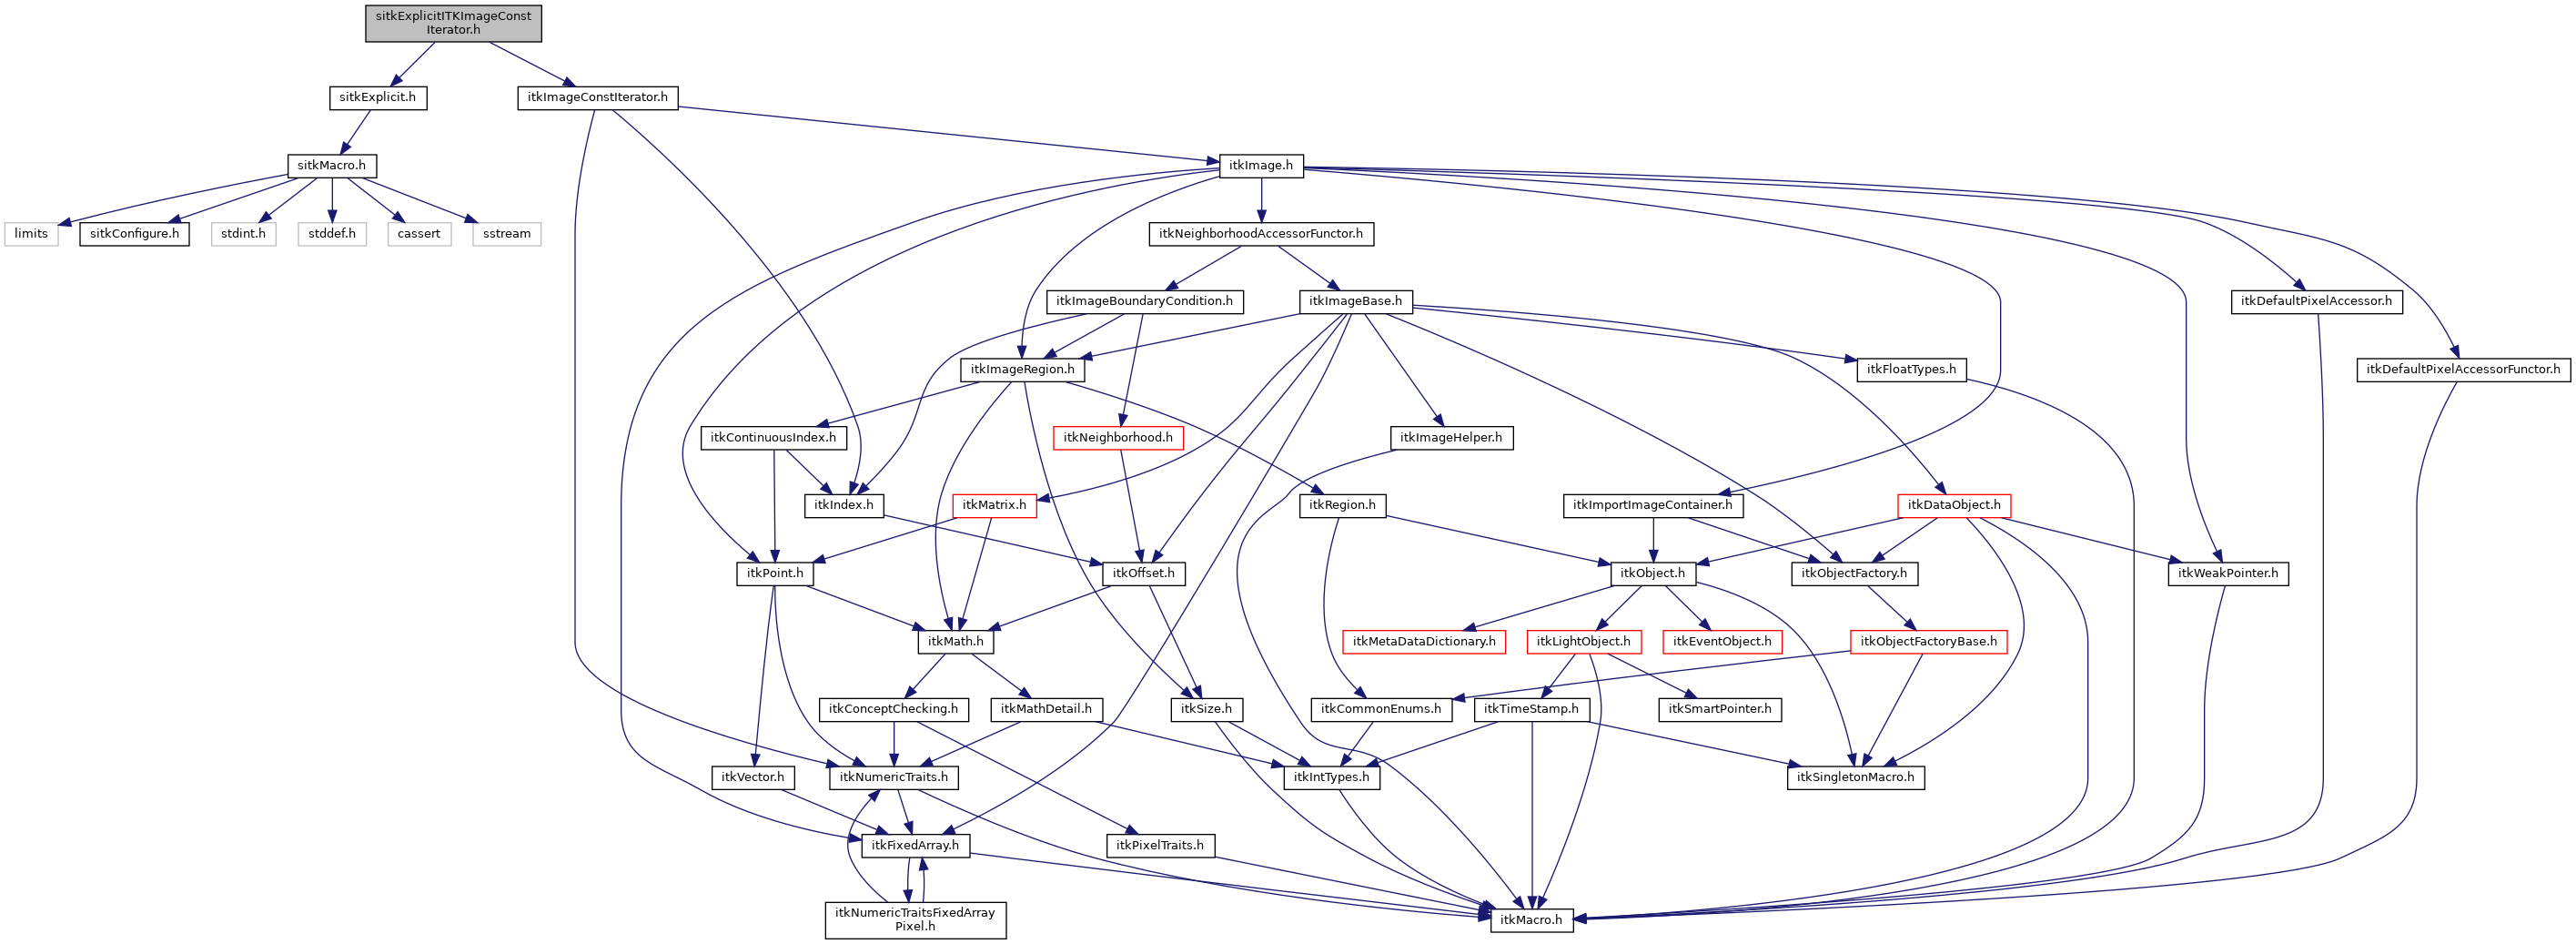 sitkExplicitITKImageConst
Iterator.h
sitkExplicit.h
itkImageConstIterator.h
sitkMacro.h
itkImage.h
limits
sitkConfigure.h
stdint.h
stddef.h
cassert
sstream
itkNeighborhoodAccessorFunctor.h
itkImageBoundaryCondition.h
itkImageBase.h
itkDefaultPixelAccessor.h
itkImageRegion.h
itkFloatTypes.h
itkDefaultPixelAccessorFunctor.h
itkContinuousIndex.h
itkNeighborhood.h
itkImageHelper.h
itkIndex.h
itkMatrix.h
itkRegion.h
itkImportImageContainer.h
itkDataObject.h
itkPoint.h
itkOffset.h
itkObject.h
itkObjectFactory.h
itkWeakPointer.h
itkMath.h
itkMetaDataDictionary.h
itkLightObject.h
itkEventObject.h
itkObjectFactoryBase.h
itkConceptChecking.h
itkMathDetail.h
itkSize.h
itkCommonEnums.h
itkTimeStamp.h
itkSmartPointer.h
itkVector.h
itkNumericTraits.h
itkIntTypes.h
itkSingletonMacro.h
itkFixedArray.h
itkPixelTraits.h
itkNumericTraitsFixedArray
Pixel.h
itkMacro.h